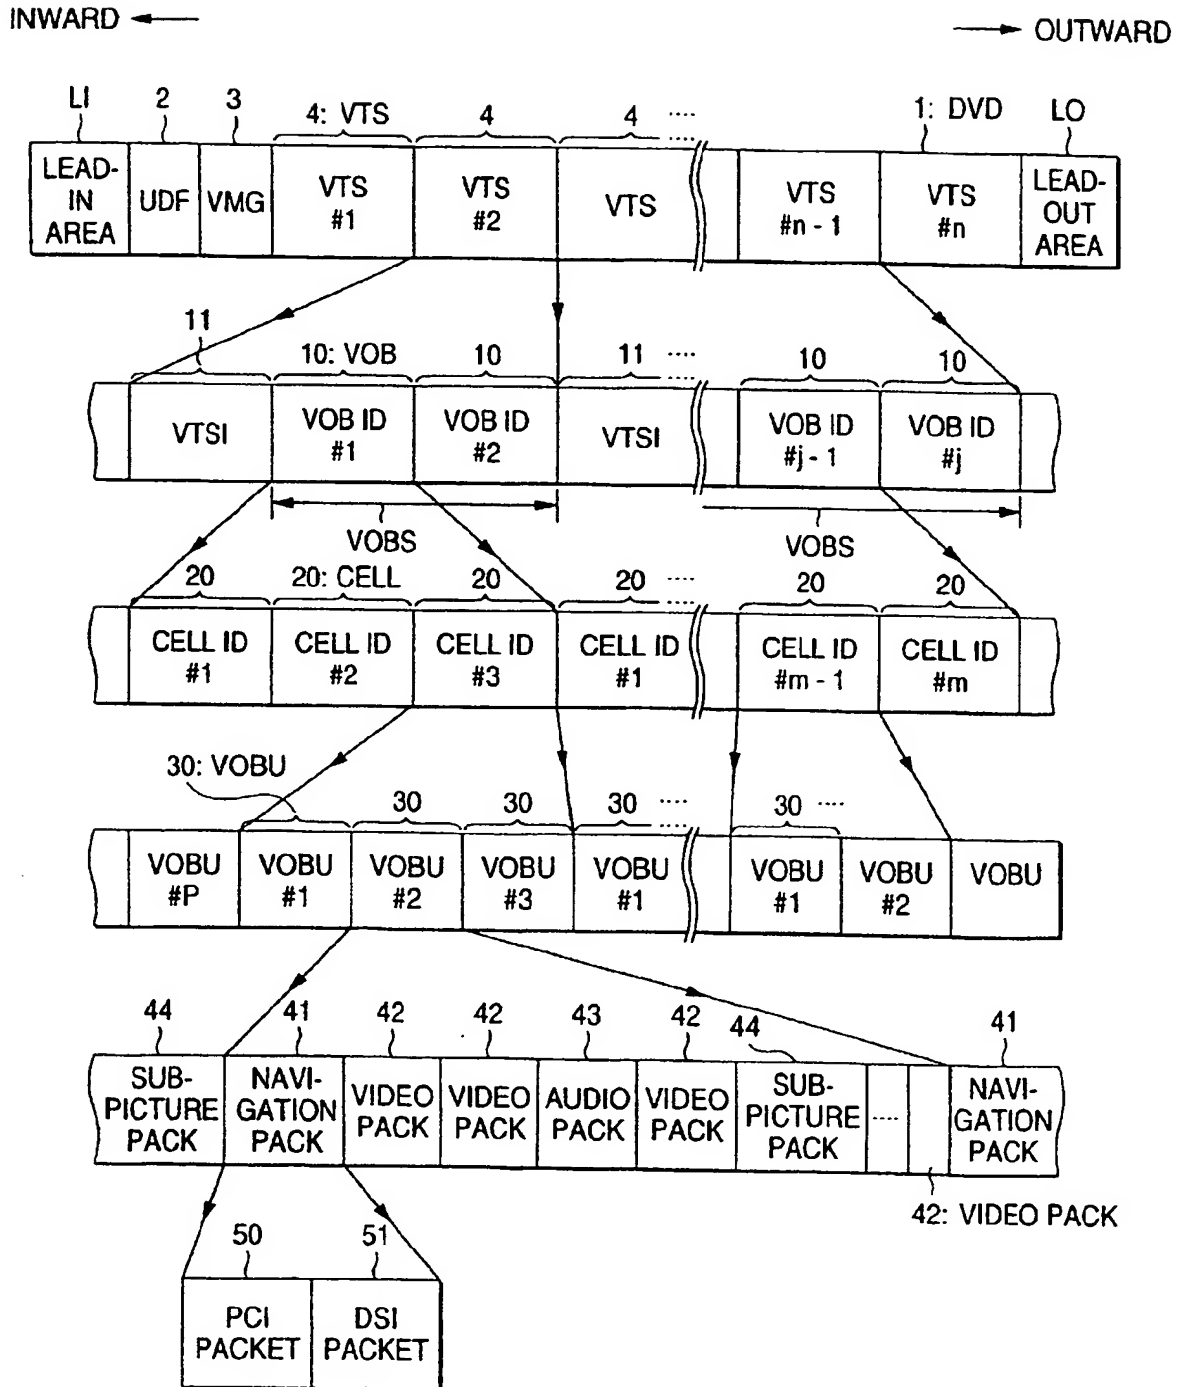 INWARD
OUTWARD
LI 2 3 4: VTS 4 4 ···· 1: DVD LO
LEAD-IN AREA
UDF
VMG
VTS #1
VTS #2
VTS
VTS #n - 1
VTS #n
LEAD-OUT AREA
11 10: VOB 10 11 ···· 10 10
VTSI
VOB ID #1
VOB ID #2
VTSI
VOB ID #j - 1
VOB ID #j
VOBS
VOBS
20 20: CELL 20 20 ···· 20 20
CELL ID #1
CELL ID #2
CELL ID #3
CELL ID #1
CELL ID #m - 1
CELL ID #m
30: VOBU 30 30 30 ···· 30 ····
VOBU #P
VOBU #1
VOBU #2
VOBU #3
VOBU #1
VOBU #1
VOBU #2
VOBU
44 41 42 42 43 42 44 41
SUB-PICTURE PACK
NAVI-GATION PACK
VIDEO PACK
VIDEO PACK
AUDIO PACK
VIDEO PACK
SUB-PICTURE PACK
····
NAVI-GATION PACK
42: VIDEO PACK
50 51
PCI PACKET
DSI PACKET